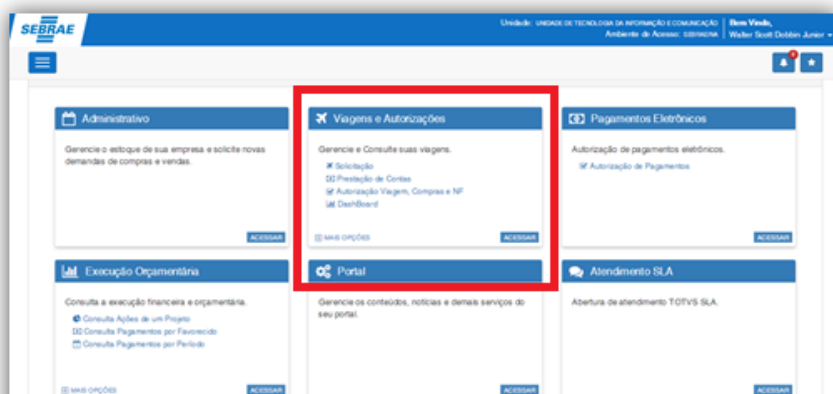 SEBRAE
Unidade: UNIDADE DE TECNOLOGIA DA INFORMAÇÃO E COMUNICAÇÃO
Ambiente de Acesso: SEBRAE/NA
Bem Vindo,
Walter Scott Dobbin Junior
Administrativo
Gerencie o estoque de sua empresa e solicite novas
demandas de compras e vendas.
ACESSAR
Viagens e Autorizações
Gerencie e Consulte suas viagens.
Solicitação
Prestação de Contas
Autorização Viagem, Compras e NF
DashBoard
MAIS OPÇÕES
ACESSAR
Pagamentos Eletrônicos
Autorização de pagamentos eletrônicos.
Autorização de Pagamentos
ACESSAR
Execução Orçamentária
Consulta a execução financeira e orçamentária.
Consulta Ações de um Projeto
Consulta Pagamentos por Favorecido
Consulta Pagamentos por Período
MAIS OPÇÕES
ACESSAR
Portal
Gerencie os conteúdos, notícias e demais serviços do
seu portal.
ACESSAR
Atendimento SLA
Abertura de atendimento TOTVS SLA.
ACESSAR